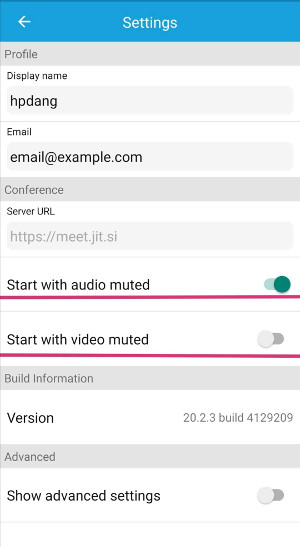 Settings
Profile
Display name
hpdang
Email
email@example.com
Conference
Server URL
https://meet.jit.si
Start with audio muted
Start with video muted
Build Information
Version 20.2.3 build 4129209
Advanced
Show advanced settings